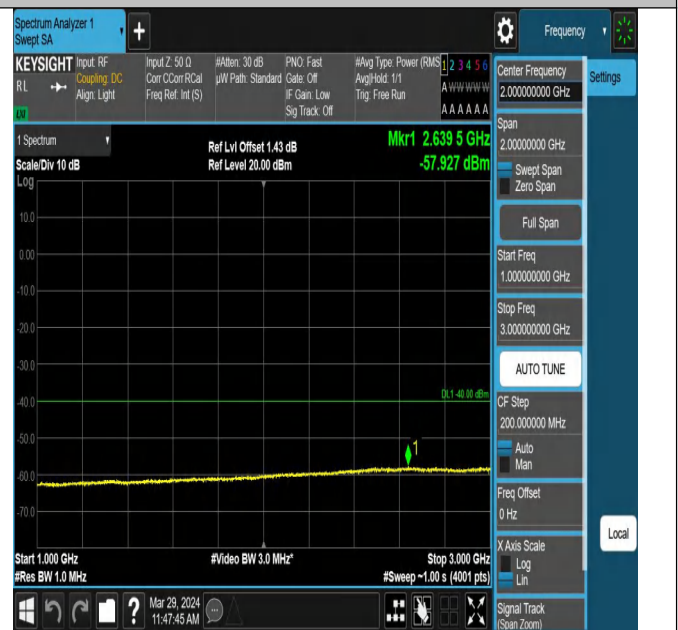 Spectrum Analyzer 1
Swept SA
Frequency
KEYSIGHT
RL
Input: RF
Coupling: DC
Align: Light
Input Z: 50 Ω
Corr CCorr RCal
Freq Ref: Int (S)
#Atten: 30 dB
µW Path: Standard
PNO: Fast
Gate: Off
IF Gain: Low
Sig Track: Off
#Avg Type: Power (RMS
Avg|Hold: 1/1
Trig: Free Run
1 2 3 4 5 6
A W W W W W
A A A A A A
1 Spectrum
Scale/Div 10 dB
Log
Ref Lvl Offset 1.43 dB
Ref Level 20.00 dBm
Mkr1 2.639 5 GHz
-57.927 dBm
10.0
0.00
-10.0
-20.0
-30.0
-40.0
-50.0
-60.0
-70.0
DL1 -40.00 dBm
1
Start 1.000 GHz
#Res BW 1.0 MHz
#Video BW 3.0 MHz*
Stop 3.000 GHz
#Sweep ~1.00 s (4001 pts)
Center Frequency
2.000000000 GHz
Settings
Span
2.00000000 GHz
Swept Span
Zero Span
Full Span
Start Freq
1.000000000 GHz
Stop Freq
3.000000000 GHz
AUTO TUNE
CF Step
200.000000 MHz
Auto
Man
Freq Offset
0 Hz
X Axis Scale
Log
Lin
Local
Signal Track
(Span Zoom)
?
Mar 29, 2024
11:47:45 AM